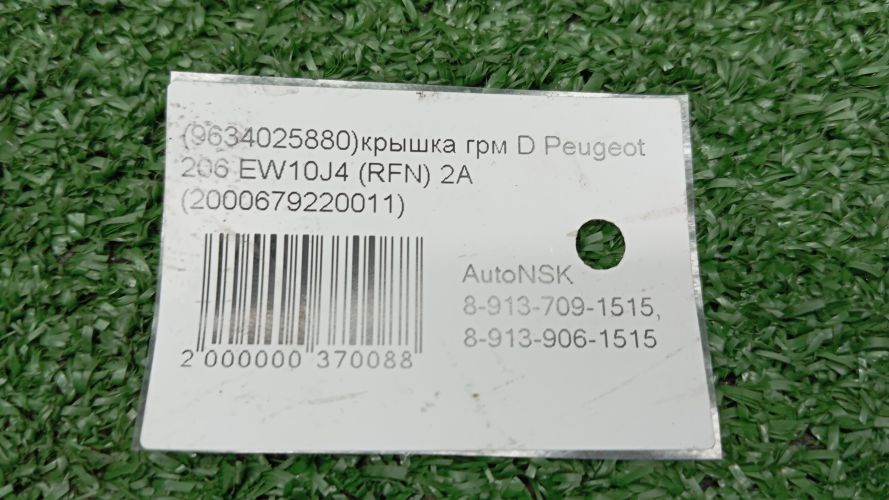 (9634025880)крышка грм D Peugeot
206 EW10J4 (RFN) 2A
(2000679220011)
2 000000 370088
AutoNSK
8-913-709-1515,
8-913-906-1515